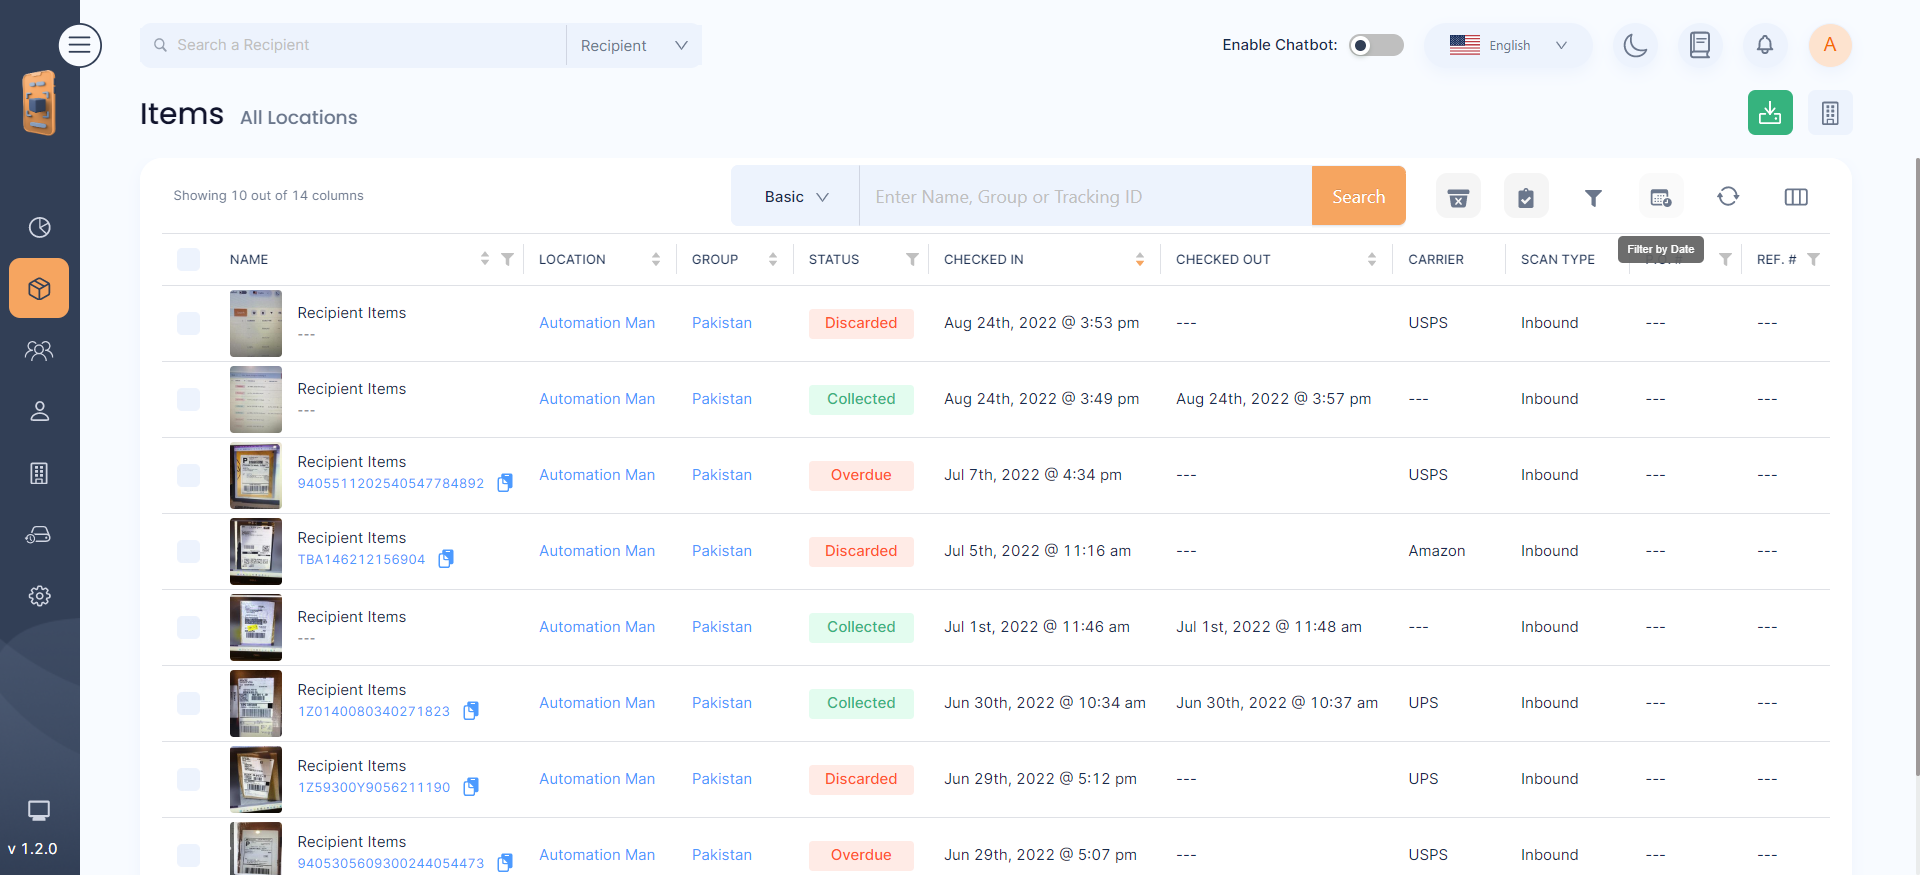 Search a Recipient
Recipient
Enable Chatbot:
English
A
Items
All Locations
Showing 10 out of 14 columns
Basic
Enter Name, Group or Tracking ID
Search
Filter by Date
NAME
LOCATION
GROUP
STATUS
CHECKED IN
CHECKED OUT
CARRIER
SCAN TYPE
REF. #
Recipient Items
---
Automation Man
Pakistan
Discarded
Aug 24th, 2022 @ 3:53 pm
---
USPS
Inbound
---
---
Recipient Items
---
Automation Man
Pakistan
Collected
Aug 24th, 2022 @ 3:49 pm
Aug 24th, 2022 @ 3:57 pm
---
Inbound
---
---
Recipient Items
9405511202540547784892
Automation Man
Pakistan
Overdue
Jul 7th, 2022 @ 4:34 pm
---
USPS
Inbound
---
---
Recipient Items
TBA146212156904
Automation Man
Pakistan
Discarded
Jul 5th, 2022 @ 11:16 am
---
Amazon
Inbound
---
---
Recipient Items
---
Automation Man
Pakistan
Collected
Jul 1st, 2022 @ 11:46 am
Jul 1st, 2022 @ 11:48 am
---
Inbound
---
---
Recipient Items
1Z0140080340271823
Automation Man
Pakistan
Collected
Jun 30th, 2022 @ 10:34 am
Jun 30th, 2022 @ 10:37 am
UPS
Inbound
---
---
Recipient Items
1Z59300Y9056211190
Automation Man
Pakistan
Discarded
Jun 29th, 2022 @ 5:12 pm
---
UPS
Inbound
---
---
Recipient Items
9405305609300244054473
Automation Man
Pakistan
Overdue
Jun 29th, 2022 @ 5:07 pm
---
USPS
Inbound
---
---
v 1.2.0